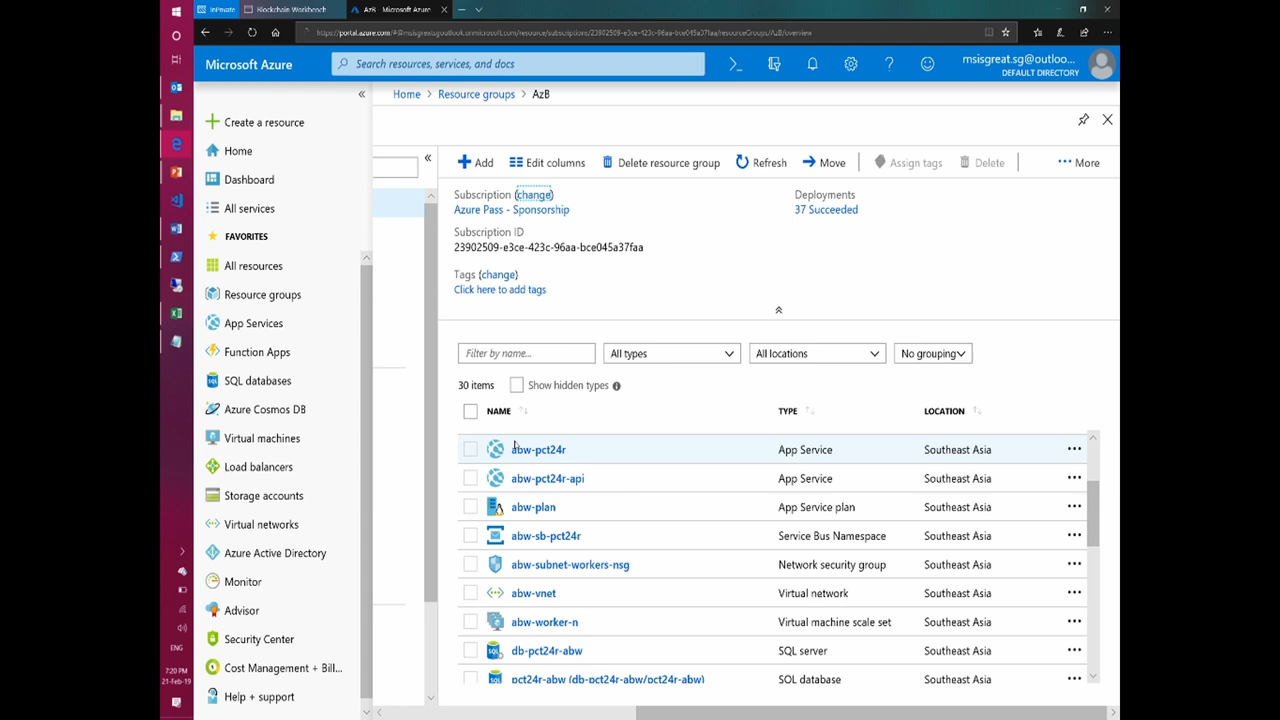 InPrivate
Blockchain Workbench
AzB - Microsoft Azure
Microsoft Azure
Search resources, services, and docs
msisgreat.sg@outloo...
DEFAULT DIRECTORY
Home > Resource groups > AzB
Create a resource
Home
Dashboard
All services
FAVORITES
All resources
Resource groups
App Services
Function Apps
SQL databases
Azure Cosmos DB
Virtual machines
Load balancers
Storage accounts
Virtual networks
Azure Active Directory
Monitor
Advisor
Security Center
Cost Management + Bill...
Help + support
Add
Edit columns
Delete resource group
Refresh
Move
Assign tags
Delete
More
Subscription (change)
Azure Pass - Sponsorship
Deployments
37 Succeeded
Subscription ID
23902509-e3ce-423c-96aa-bce045a37faa
Tags (change)
Click here to add tags
Filter by name...
All types
All locations
No grouping
30 items
Show hidden types
NAME TYPE LOCATION
abw-pct24r App Service Southeast Asia
abw-pct24r-api App Service Southeast Asia
abw-plan App Service plan Southeast Asia
abw-sb-pct24r Service Bus Namespace Southeast Asia
abw-subnet-workers-nsg Network security group Southeast Asia
abw-vnet Virtual network Southeast Asia
abw-worker-n Virtual machine scale set Southeast Asia
db-pct24r-abw SQL server Southeast Asia
pct24r-abw (db-pct24r-abw/pct24r-abw) SQL database Southeast Asia
ENG
7:20 PM
21-Feb-19